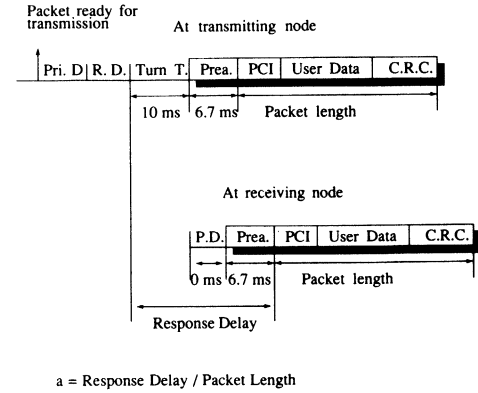 Packet ready for
transmission
At transmitting node
Pri. D R. D. Turn T. Prea. PCI User Data C.R.C.
10 ms 6.7 ms Packet length
At receiving node
P.D. Prea. PCI User Data C.R.C.
0 ms 6.7 ms Packet length
Response Delay
a = Response Delay / Packet Length